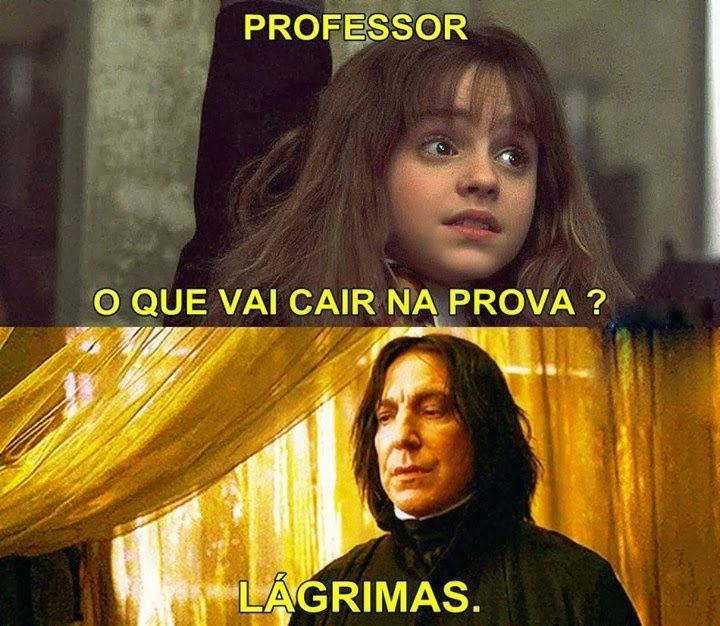 PROFESSOR
O QUE VAI CAIR NA PROVA ?
LÁGRIMAS.